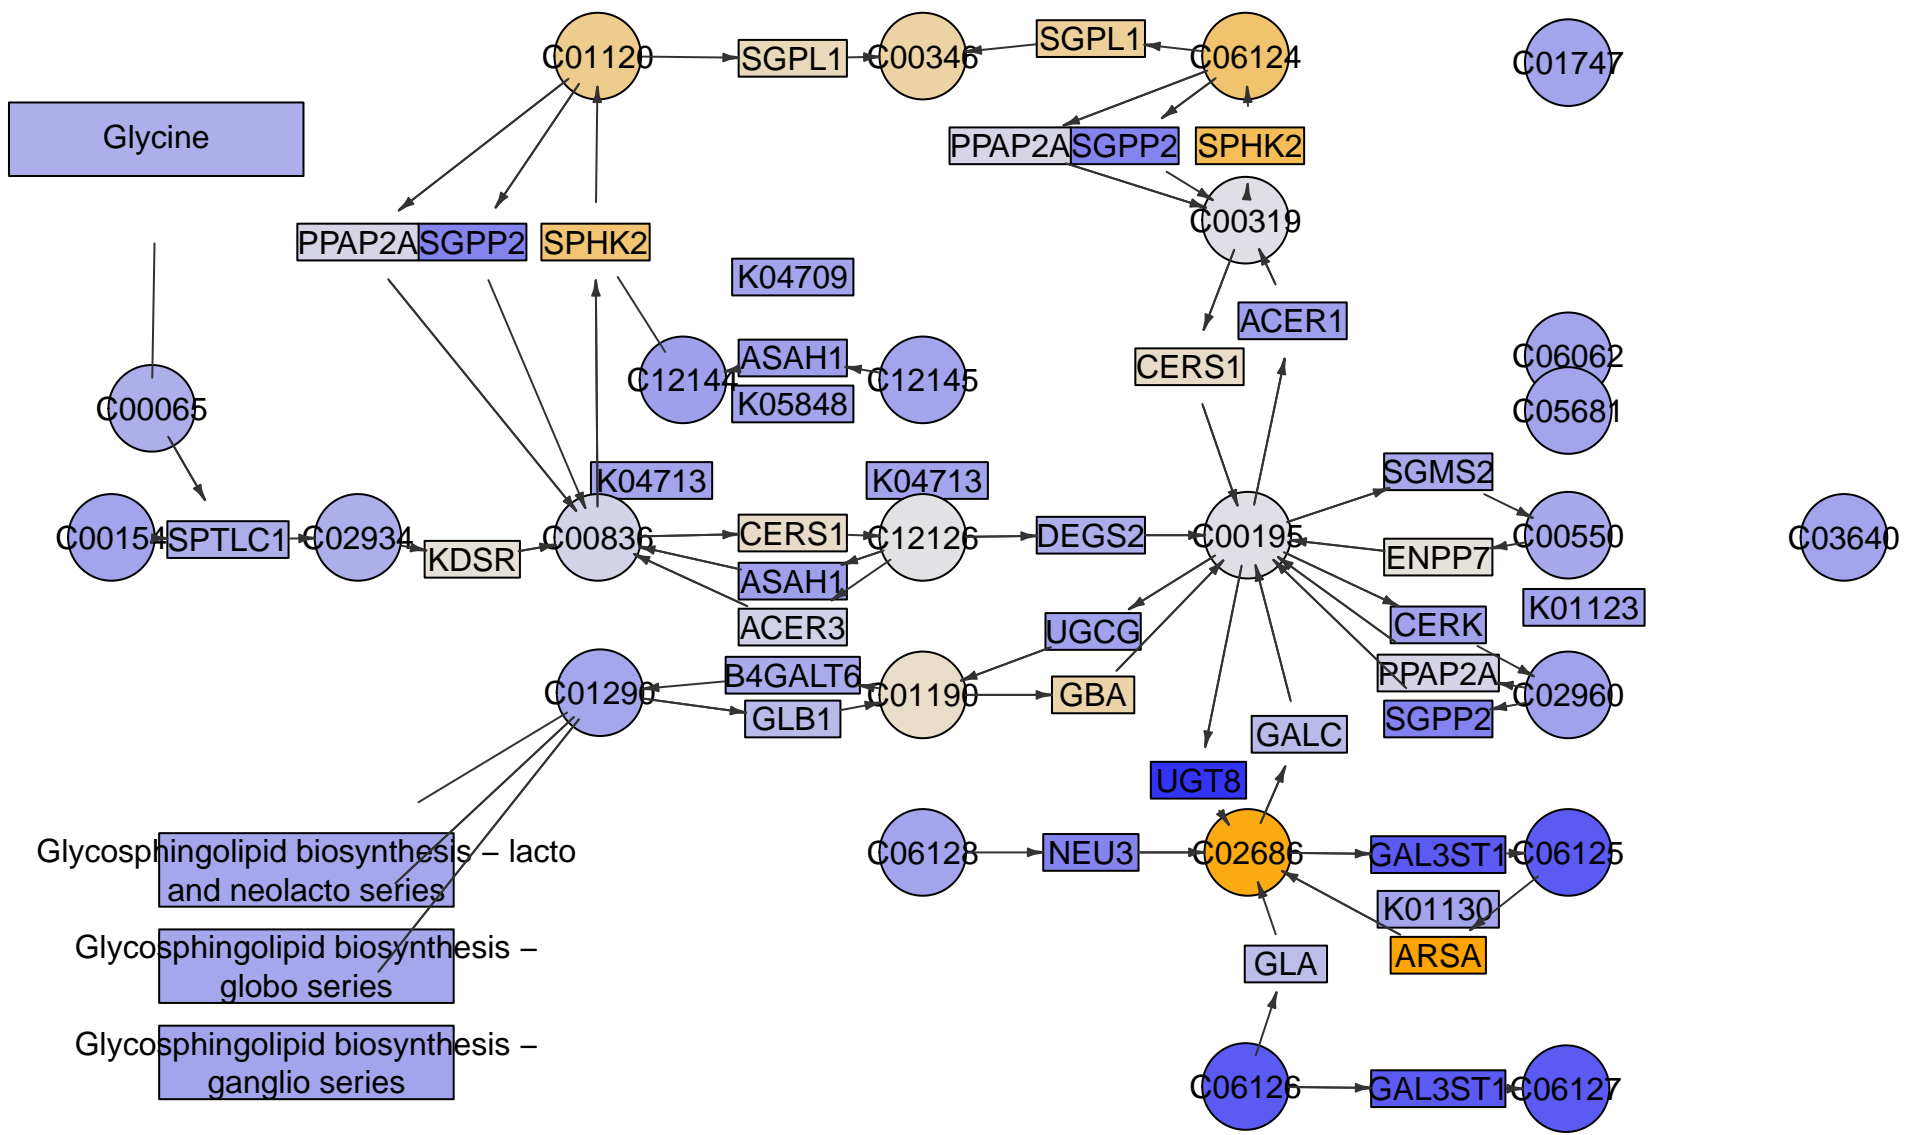 C01120
SGPL1
C00346
SGPL1
C06124
C01747
Glycine
PPAP2A
SGPP2
SPHK2
C00319
PPAP2A
SGPP2
SPHK2
K04709
ACER1
C06062
ASAH1
CERS1
C12144
C12145
C00065
K05848
C05681
K04713
K04713
SGMS2
C00154
SPTLC1
C02934
KDSR
C00836
CERS1
C12126
DEGS2
C00195
C00550
C03640
ENPP7
ASAH1
K01123
ACER3
UGCG
CERK
B4GALT6
PPAP2A
C01290
C01190
GBA
C02960
GLB1
SGPP2
GALC
UGT8
Glycosphingolipid biosynthesis – lacto
and neolacto series
C06128
NEU3
C02686
GAL3ST1
C06125
K01130
Glycosphingolipid biosynthesis –
globo series
GLA
ARSA
Glycosphingolipid biosynthesis –
ganglio series
C06126
GAL3ST1
C06127